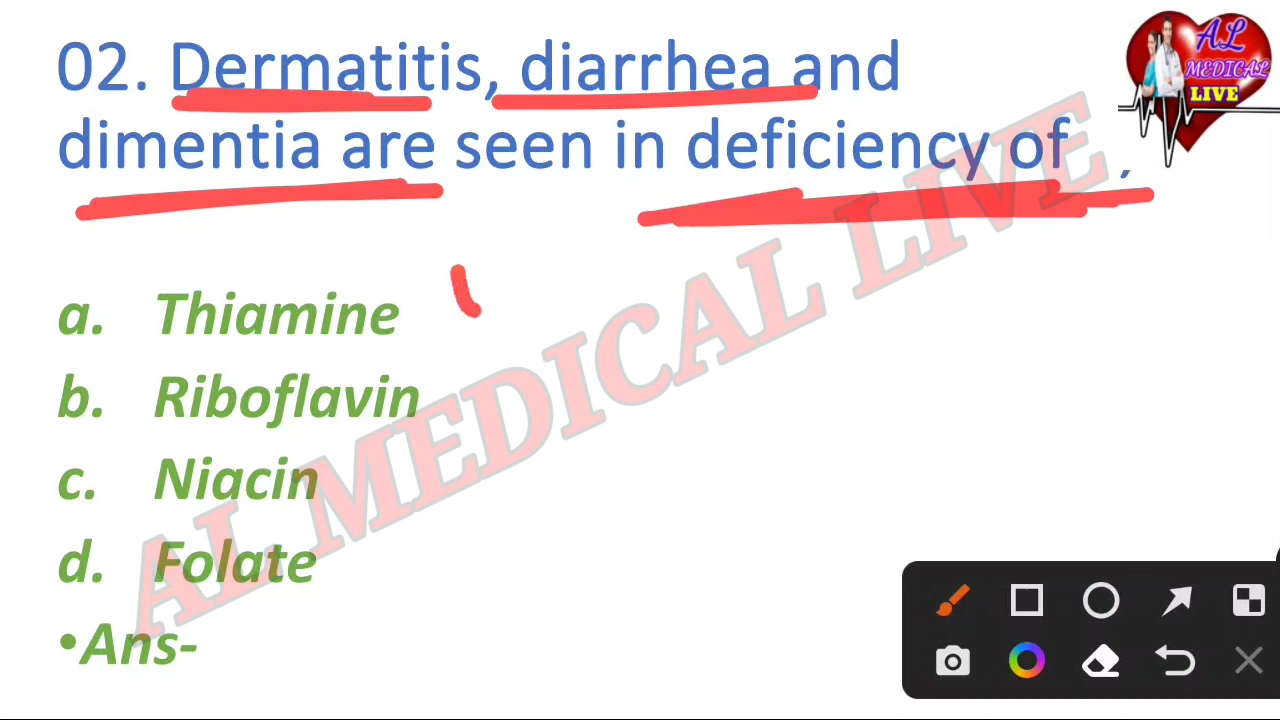 02. Dermatitis, diarrhea and
dimentia are seen in deficiency of ,
a. Thiamine
b. Riboflavin
c. Niacin
d. Folate
•Ans-
AL MEDICAL LIVE
AL
MEDICAL
LIVE